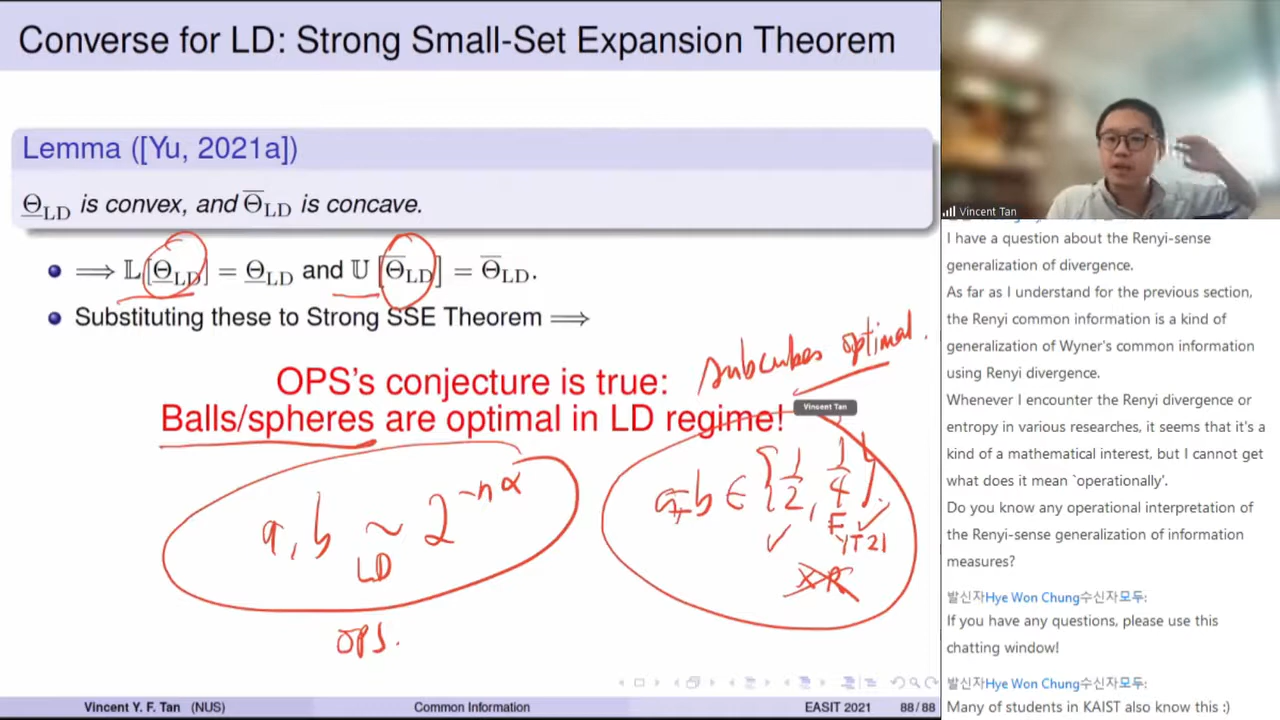 Converse for LD: Strong Small-Set Expansion Theorem
Lemma ([Yu, 2021a])
Θ̲_LD is convex, and Θ̅_LD is concave.
⟹ 𝕃[Θ̲_LD] = Θ̲_LD and 𝕌[Θ̅_LD] = Θ̅_LD.
Substituting these to Strong SSE Theorem ⟹
subcubes optimal.
OPS's conjecture is true:
Balls/spheres are optimal in LD regime!
Vincent Tan
a, b ~ 2^{-nα}
LD
OPS.
b ∈ { 1/2, 1/4 }.
YT21
Vincent Y. F. Tan (NUS)
Common Information
EASIT 2021
88/88
Vincent Tan
I have a question about the Renyi-sense
generalization of divergence.
As far as I understand for the previous section,
the Renyi common information is a kind of
generalization of Wyner's common information
using Renyi divergence.
Whenever I encounter the Renyi divergence or
entropy in various researches, it seems that it's a
kind of a mathematical interest, but I cannot get
what does it mean `operationally'.
Do you know any operational interpretation of
the Renyi-sense generalization of information
measures?
발신자Hye Won Chung수신자모두:
If you have any questions, please use this
chatting window!
발신자Hye Won Chung수신자모두:
Many of students in KAIST also know this :)